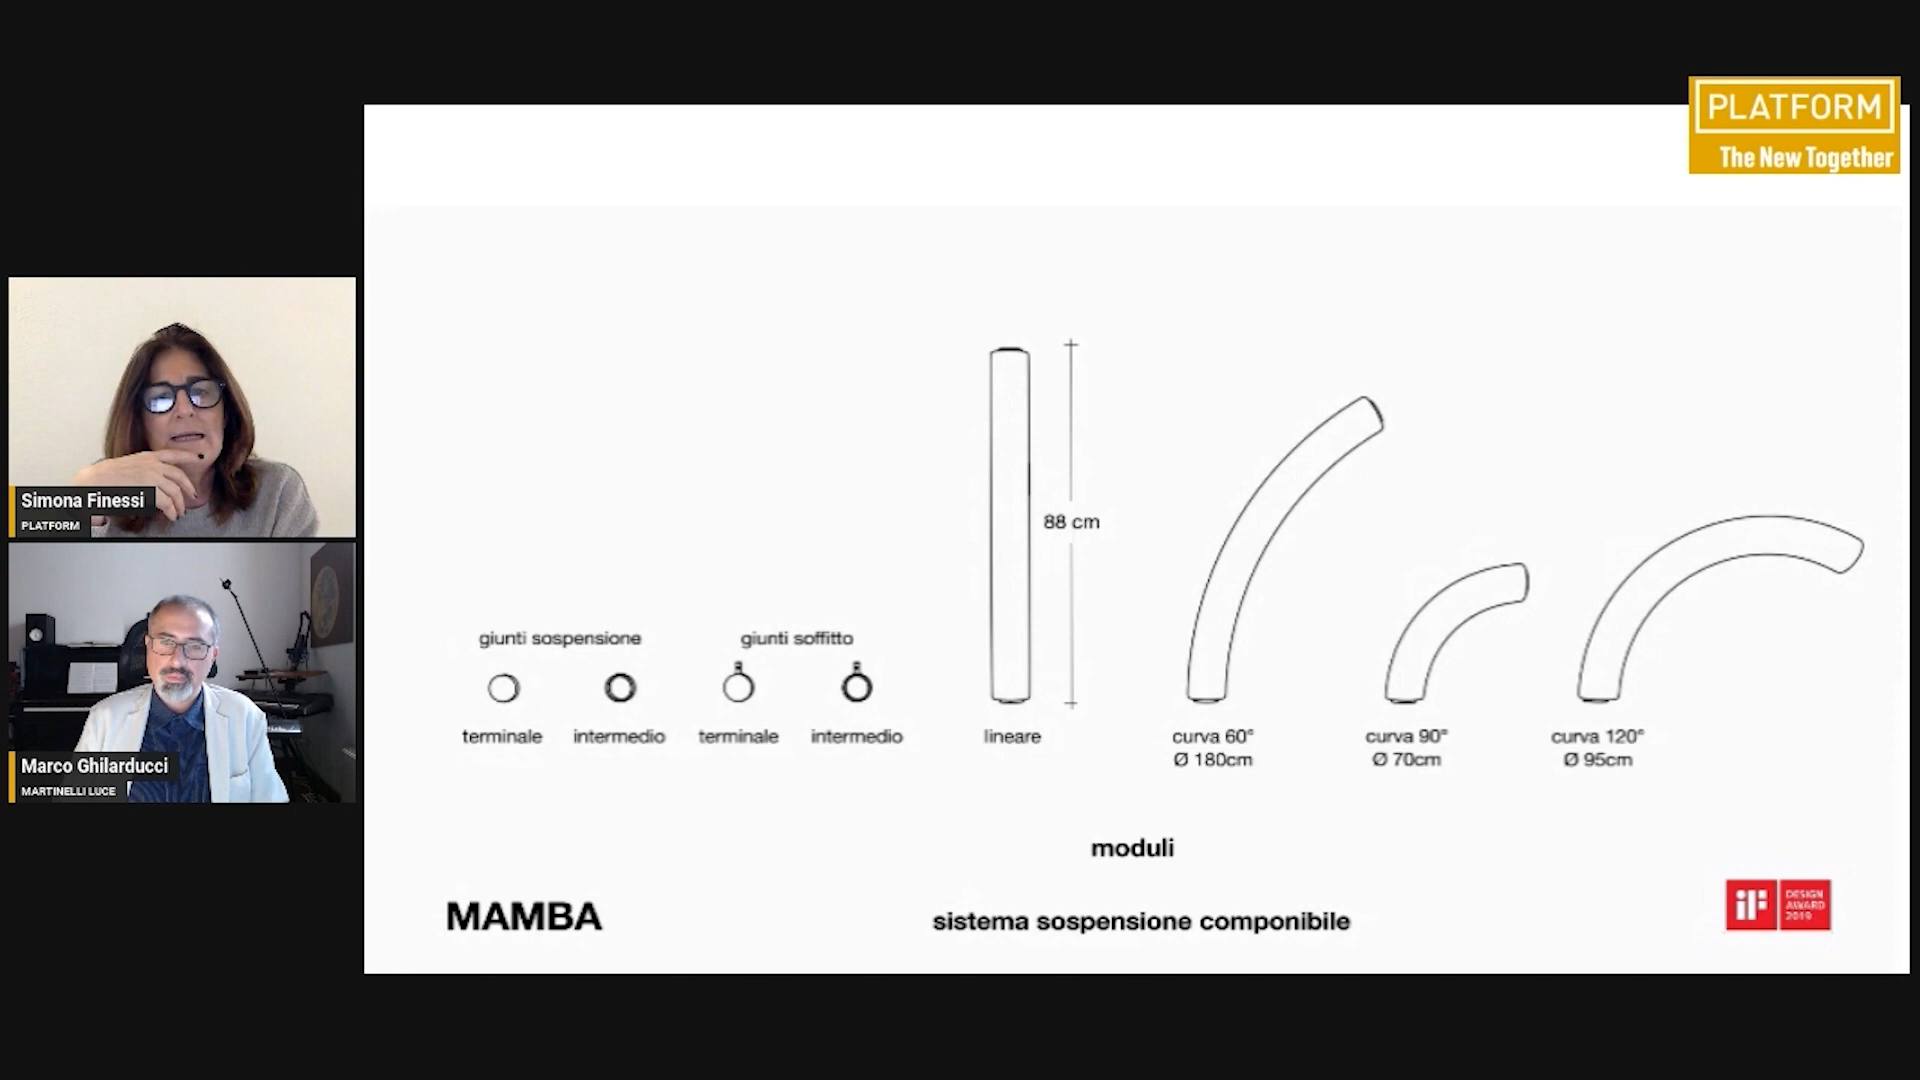 PLATFORM
The New Together
Simona Finessi
PLATFORM
Marco Ghilarducci
MARTINELLI LUCE
88 cm
giunti sospensione
giunti soffitto
terminale
intermedio
terminale
intermedio
lineare
curva 60°
Ø 180cm
curva 90°
Ø 70cm
curva 120°
Ø 95cm
moduli
MAMBA
sistema sospensione componibile
iF
DESIGN
AWARD
2019